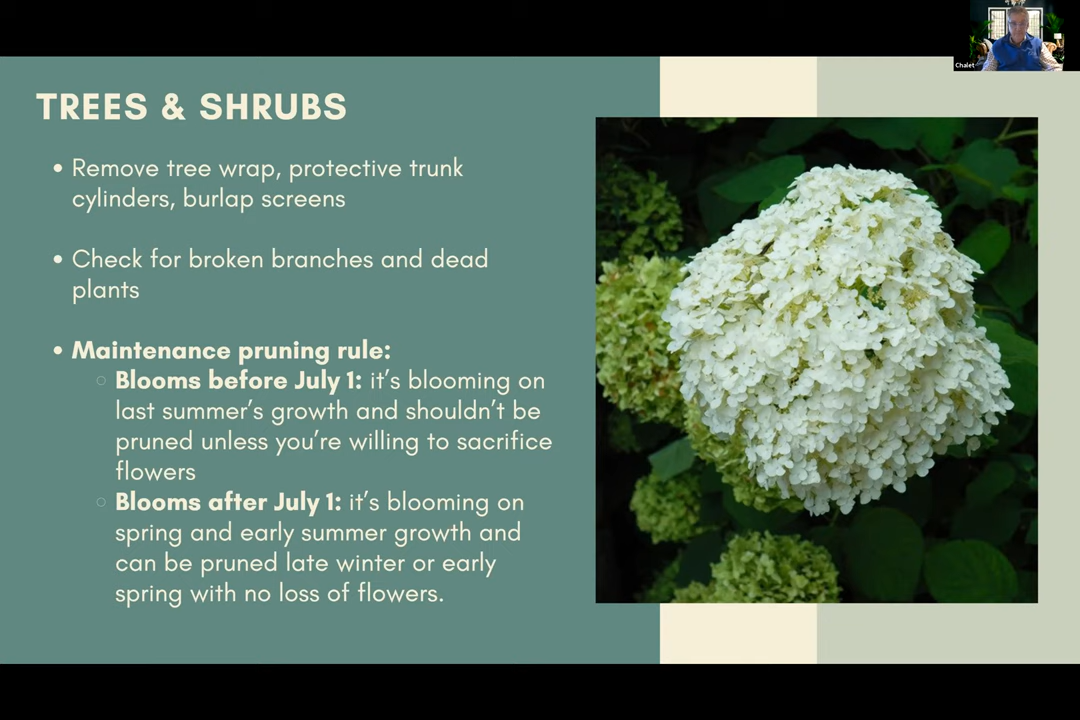 Chalet
TREES & SHRUBS
• Remove tree wrap, protective trunk
cylinders, burlap screens
• Check for broken branches and dead
plants
• Maintenance pruning rule:
○ Blooms before July 1: it's blooming on
last summer's growth and shouldn't be
pruned unless you're willing to sacrifice
flowers
○ Blooms after July 1: it's blooming on
spring and early summer growth and
can be pruned late winter or early
spring with no loss of flowers.